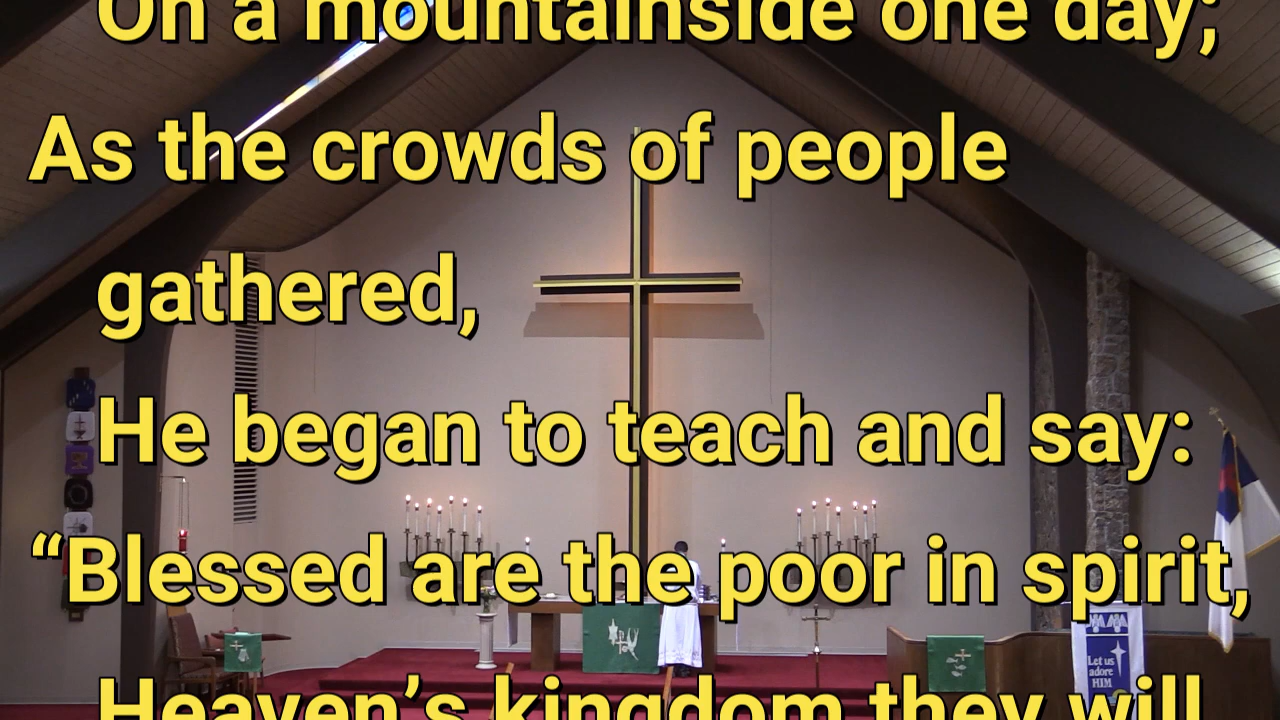 On a mountainside one day;
As the crowds of people
gathered,
He began to teach and say:
“Blessed are the poor in spirit,
Heaven’s kingdom they will
Let us
adore
HIM